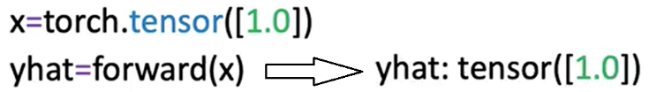 x=torch.tensor([1.0])
yhat=forward(x) yhat: tensor([1.0])